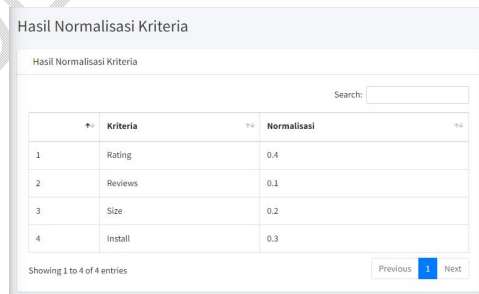 Hasil Normalisasi Kriteria
Hasil Normalisasi Kriteria
Search:
Kriteria Normalisasi
1 Rating 0.4
2 Reviews 0.1
3 Size 0.2
4 Install 0.3
Showing 1 to 4 of 4 entries Previous 1 Next